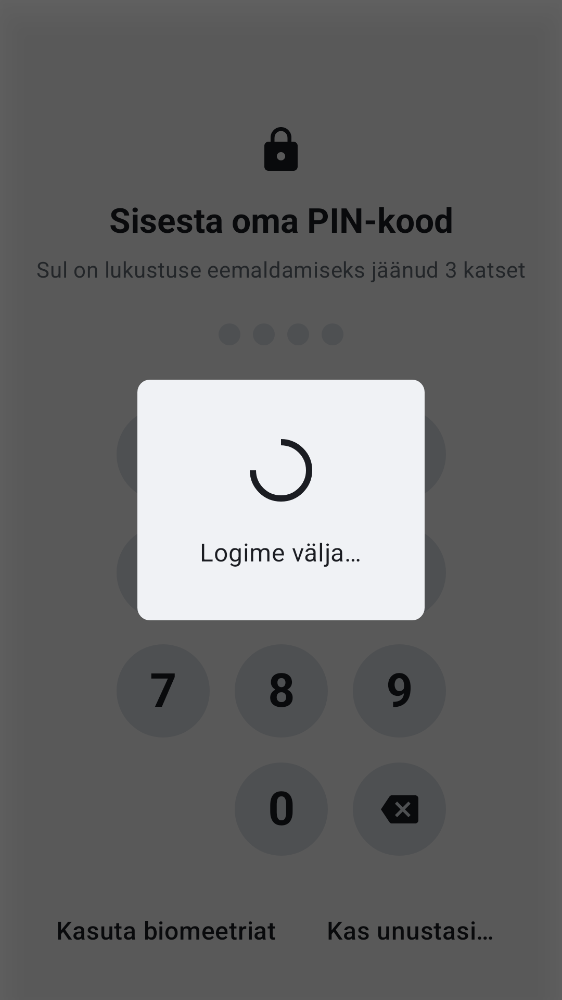 Sisesta oma PIN-kood
Sul on lukustuse eemaldamiseks jäänud 3 katset
Logime välja...
7 8 9
0
Kasuta biomeetriat Kas unustasi...